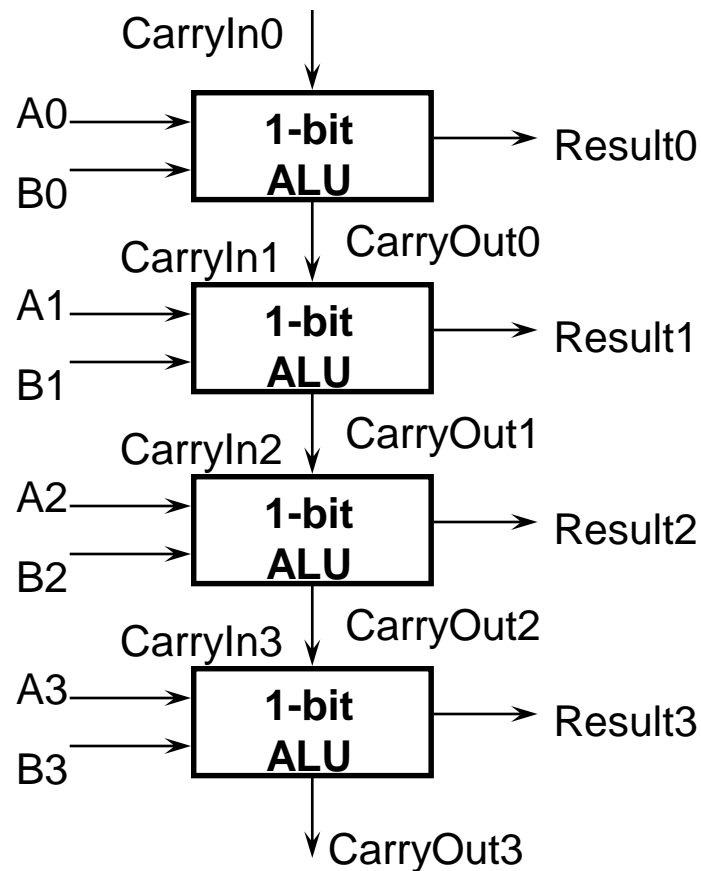 CarryIn0
A0
1-bit
ALU
B0
Result0
CarryIn1
CarryOut0
A1
1-bit
ALU
B1
Result1
CarryIn2
CarryOut1
A2
1-bit
ALU
B2
Result2
CarryIn3
CarryOut2
A3
1-bit
ALU
B3
Result3
CarryOut3